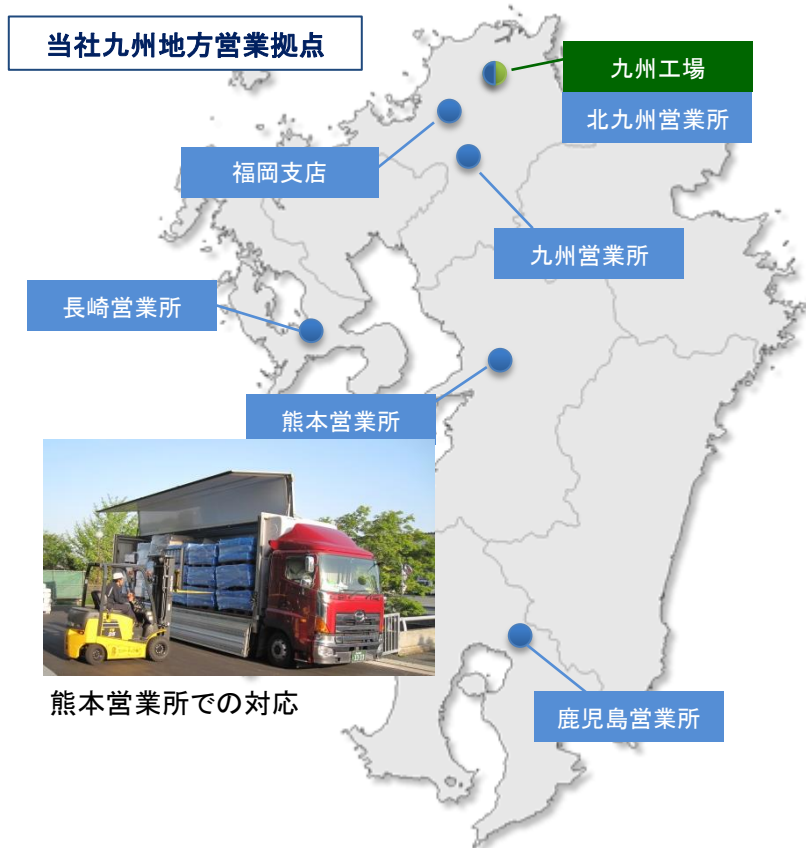 当社九州地方営業拠点
九州工場
北九州営業所
福岡支店
九州営業所
長崎営業所
熊本営業所
熊本営業所での対応
鹿児島営業所